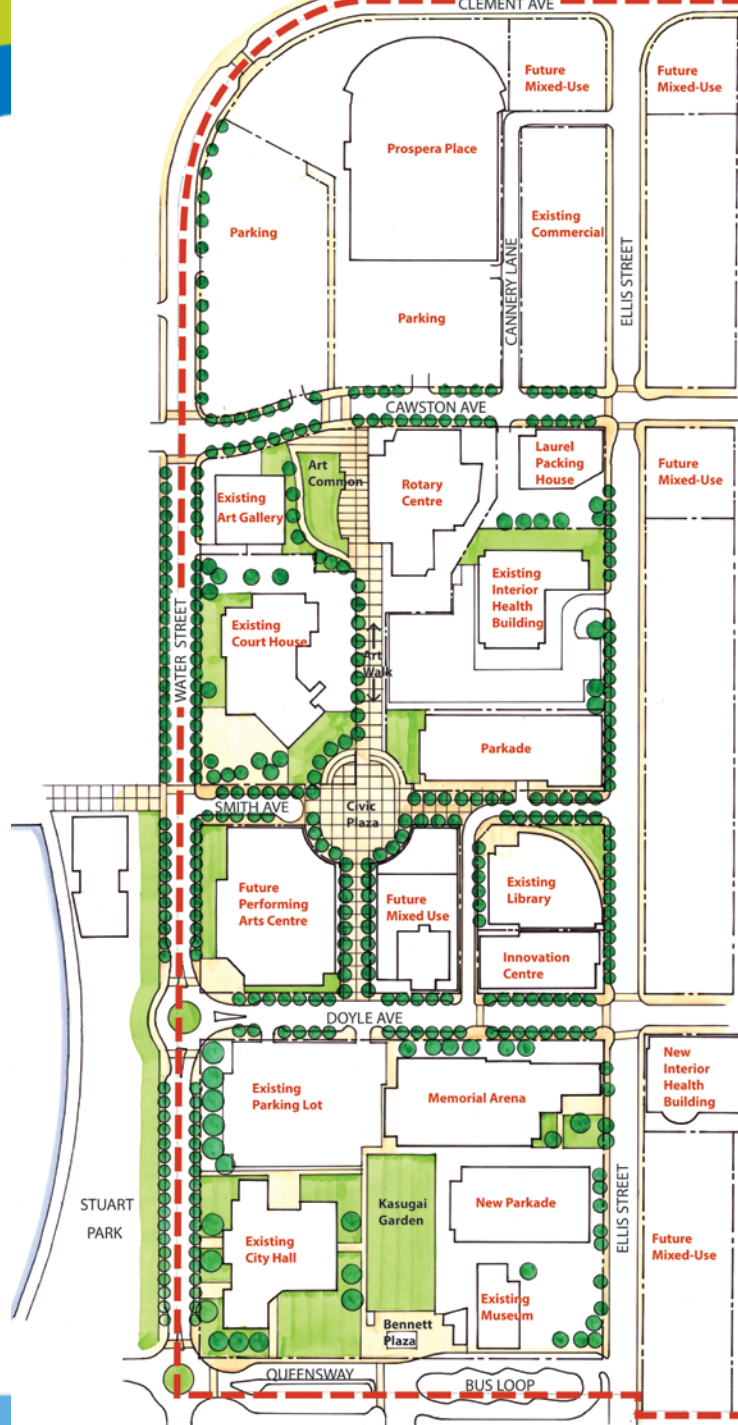 CLEMENT AVE
Future
Mixed-Use
Future
Mixed-Use
Prospera Place
Parking
Existing
Commercial
CANNERY LANE
ELLIS STREET
Parking
CAWSTON AVE
Art
Common
Existing
Art Gallery
Rotary
Centre
Laurel
Packing
House
Future
Mixed-Use
Existing
Interior
Health
Building
Existing
Court House
WATER STREET
Art
Walk
Parkade
SMITH AVE
Civic
Plaza
Future
Performing
Arts Centre
Future
Mixed Use
Existing
Library
Innovation
Centre
DOYLE AVE
Existing
Parking Lot
Memorial Arena
New
Interior
Health
Building
STUART
PARK
Kasugai
Garden
New Parkade
ELLIS STREET
Existing
City Hall
Future
Mixed-Use
Existing
Museum
Bennett
Plaza
QUEENSWAY
BUS LOOP